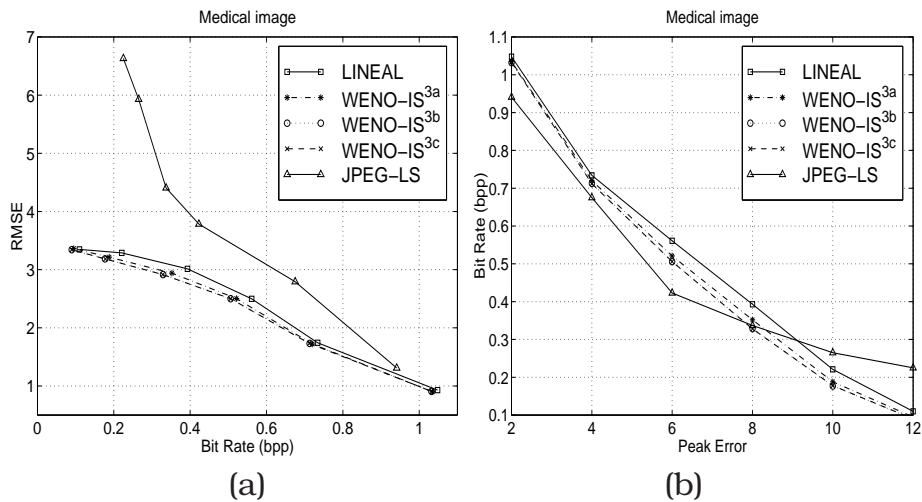 Medical image
7
6
5
4
3
2
1
RMSE
0
0.2
0.4
0.6
0.8
1
Bit Rate (bpp)
LINEAL
WENO−IS3a
WENO−IS3b
WENO−IS3c
JPEG−LS
(a)
Medical image
1.1
1
0.9
0.8
0.7
0.6
0.5
0.4
0.3
0.2
0.1
Bit Rate (bpp)
2
4
6
8
10
12
Peak Error
LINEAL
WENO−IS3a
WENO−IS3b
WENO−IS3c
JPEG−LS
(b)